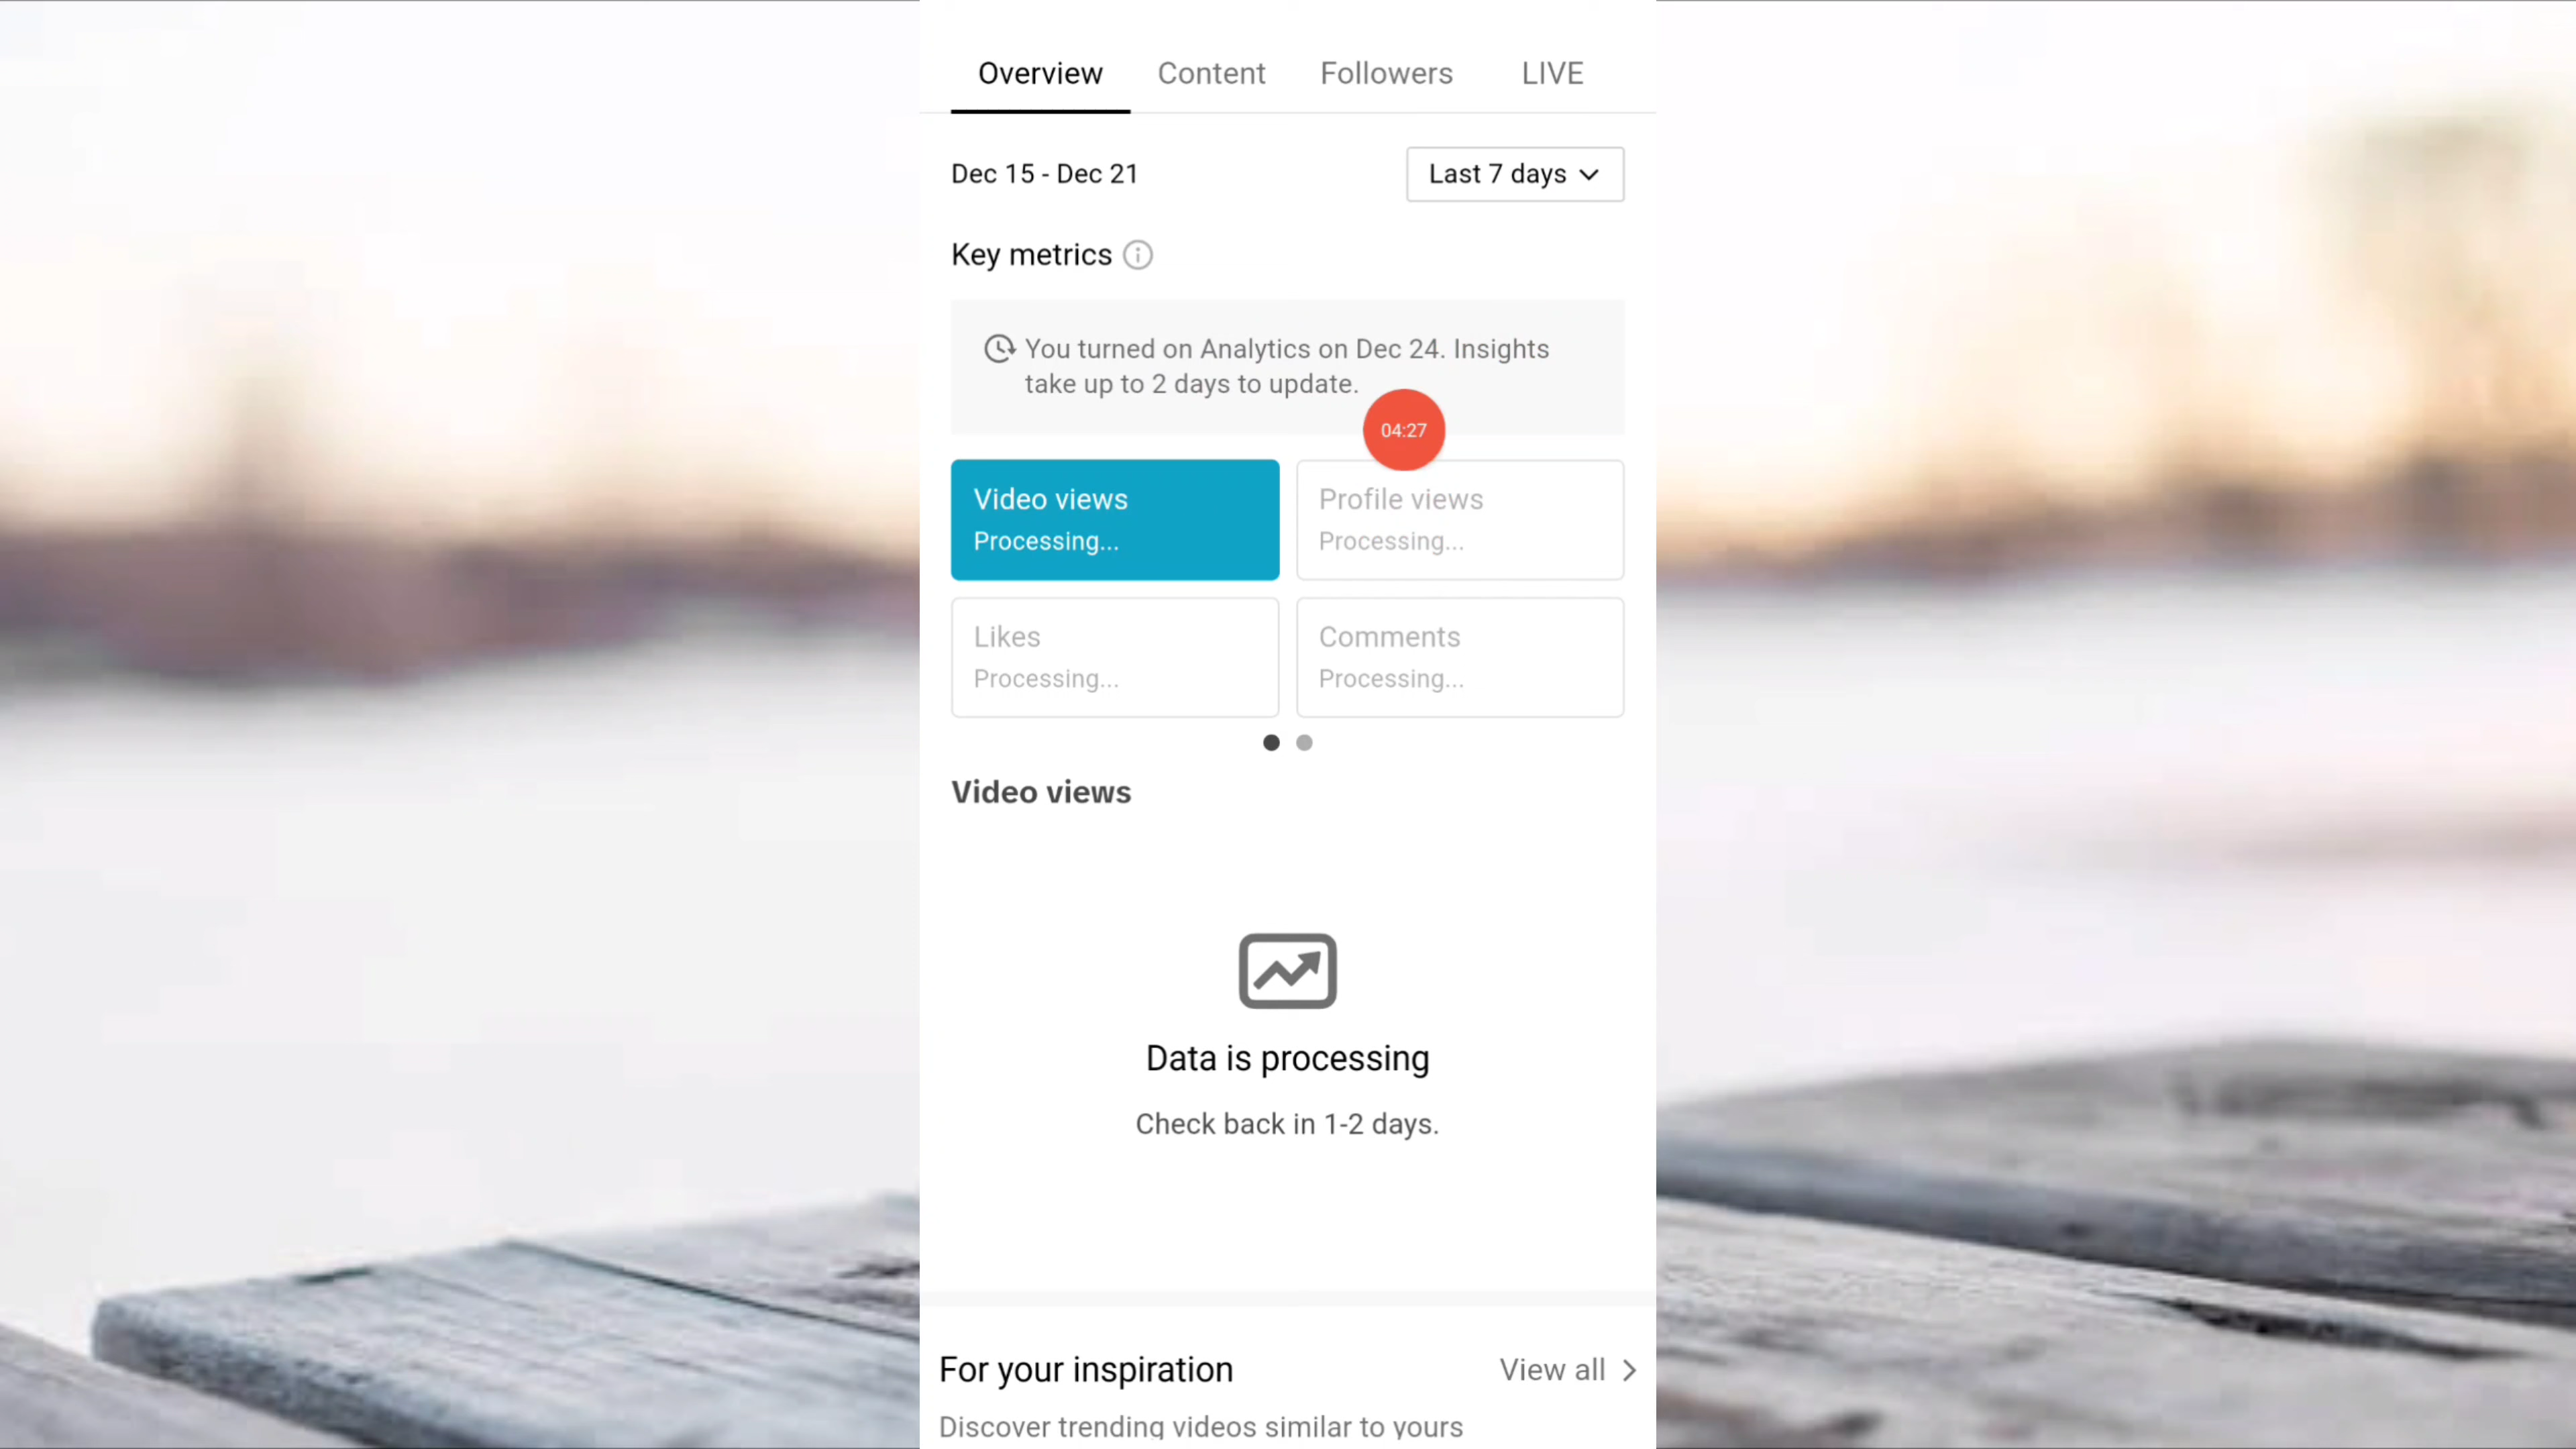 Overview Content Followers LIVE
Dec 15 - Dec 21 Last 7 days
Key metrics
You turned on Analytics on Dec 24. Insights
take up to 2 days to update.
04:27
Video views Profile views
Processing... Processing...
Likes Comments
Processing... Processing...
Video views
Data is processing
Check back in 1-2 days.
For your inspiration View all
Discover trending videos similar to yours